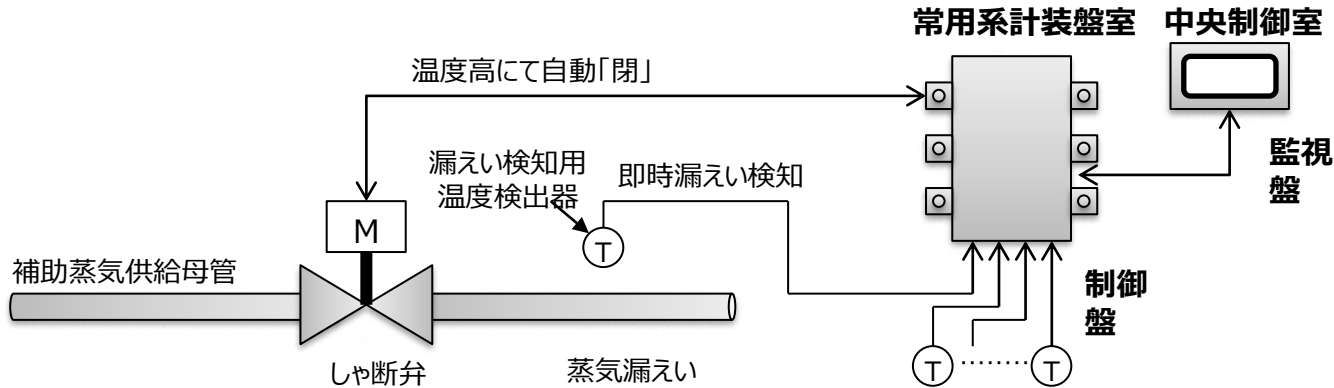 常用系計装盤室
中央制御室
温度高にて自動「閉」
漏えい検知用
温度検出器
即時漏えい検知
監視
盤
M
T
補助蒸気供給母管
制御
盤
しゃ断弁
蒸気漏えい
T ........ T